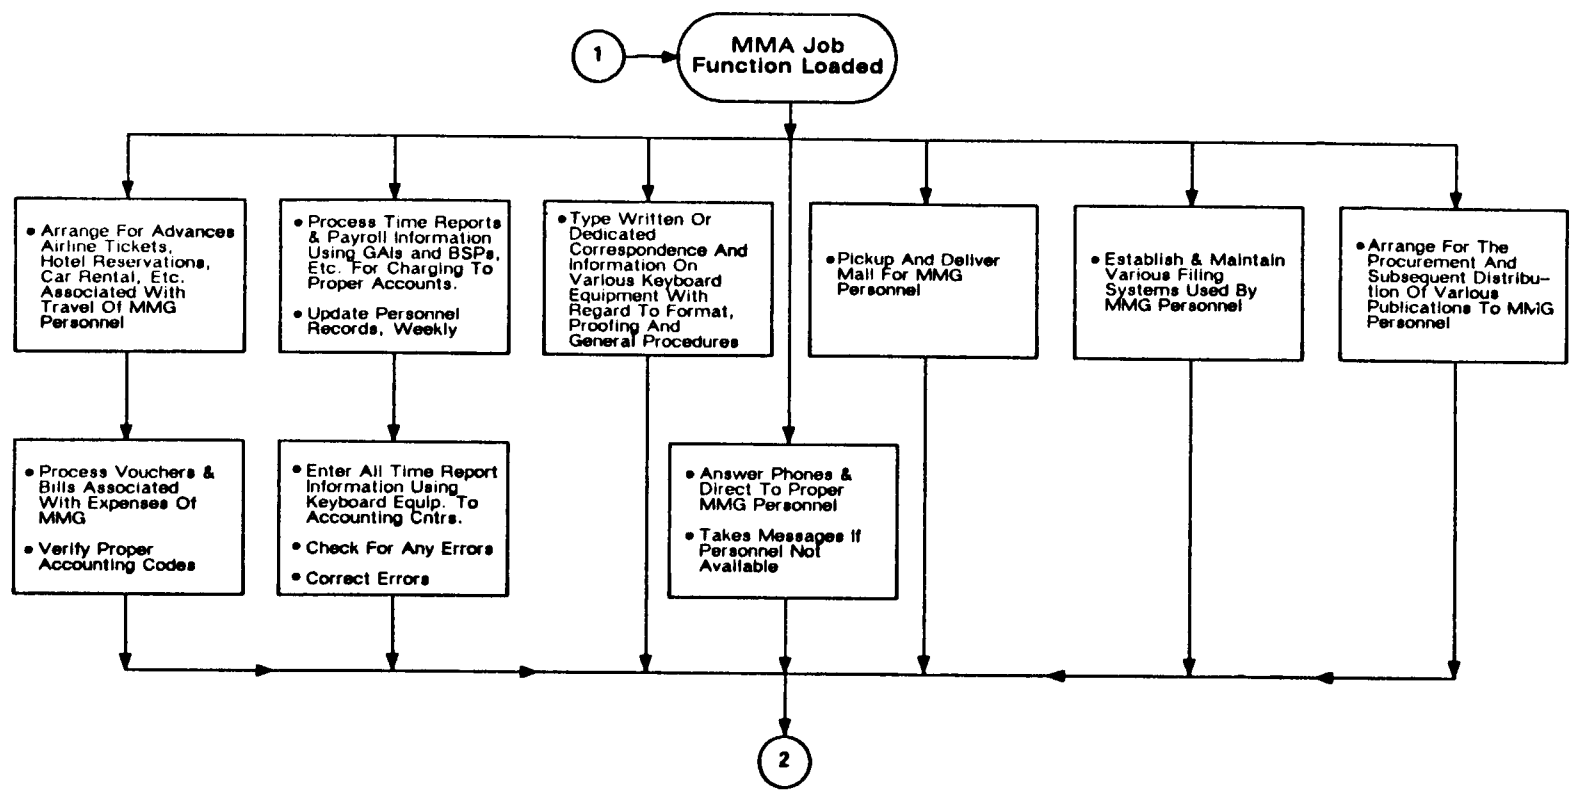 1
MMA Job
Function Loaded
• Arrange For Advances
Airline Tickets,
Hotel Reservations,
Car Rental, Etc.
Associated With
Travel Of MMG
Personnel
• Process Time Reports
& Payroll Information
Using GAIs and BSPs,
Etc. For Charging To
Proper Accounts.
• Update Personnel
Records, Weekly
• Type Written Or
Dedicated
Correspondence And
Information On
Various Keyboard
Equipment With
Regard To Format,
Proofing And
General Procedures
• Pickup And Deliver
Mail For MMG
Personnel
• Establish & Maintain
Various Filing
Systems Used By
MMG Personnel
• Arrange For The
Procurement And
Subsequent Distribu-
tion Of Various
Publications To MMG
Personnel
• Process Vouchers &
Bills Associated
With Expenses Of
MMG
• Verify Proper
Accounting Codes
• Enter All Time Report
Information Using
Keyboard Equip. To
Accounting Cntrs.
• Check For Any Errors
• Correct Errors
• Answer Phones &
Direct To Proper
MMG Personnel
• Takes Messages If
Personnel Not
Available
2